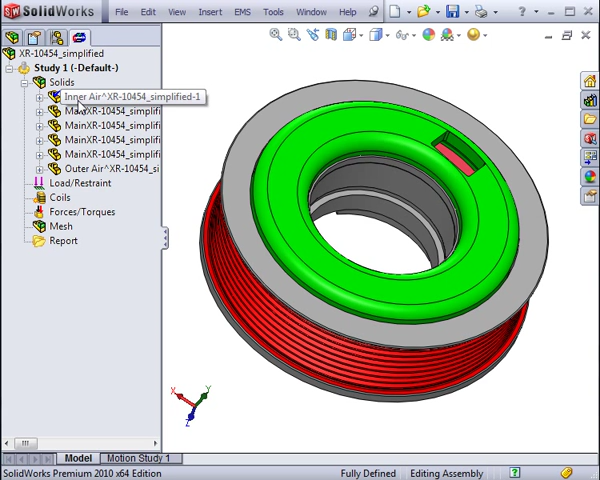 SW SolidWorks File Edit View Insert EMS Tools Window Help
XR-10454_simplified
Study 1 (-Default-)
Solids
Inner Air^XR-10454_simplified-1
MainXR-10454_simplifi
MainXR-10454_simplifi
MainXR-10454_simplifi
Outer Air^XR-10454_si
Load/Restraint
Coils
Forces/Torques
Mesh
Report
X Y Z
Model Motion Study 1
SolidWorks Premium 2010 x64 Edition Fully Defined Editing Assembly